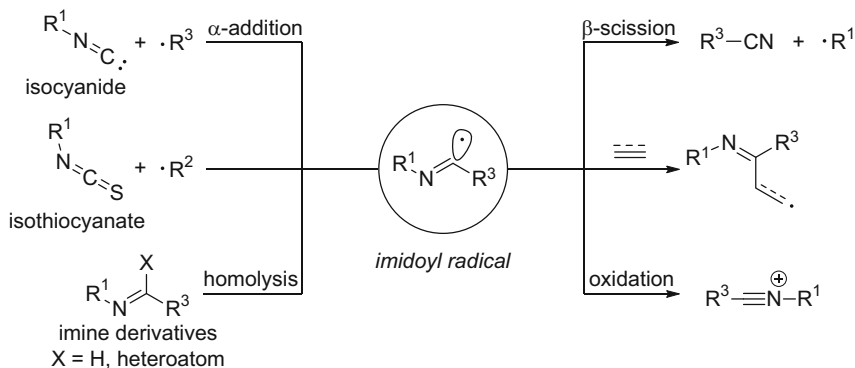 R¹
N
C:
+ ·R³
α-addition
isocyanide
R¹
N
C
S
+ ·R²
isothiocyanate
X
R¹
N
R³
homolysis
imine derivatives
X = H, heteroatom
R¹
N
R³
imidoyl radical
β-scission
R³—CN + ·R¹
R¹
N
R³
oxidation
R³
N
+
R¹